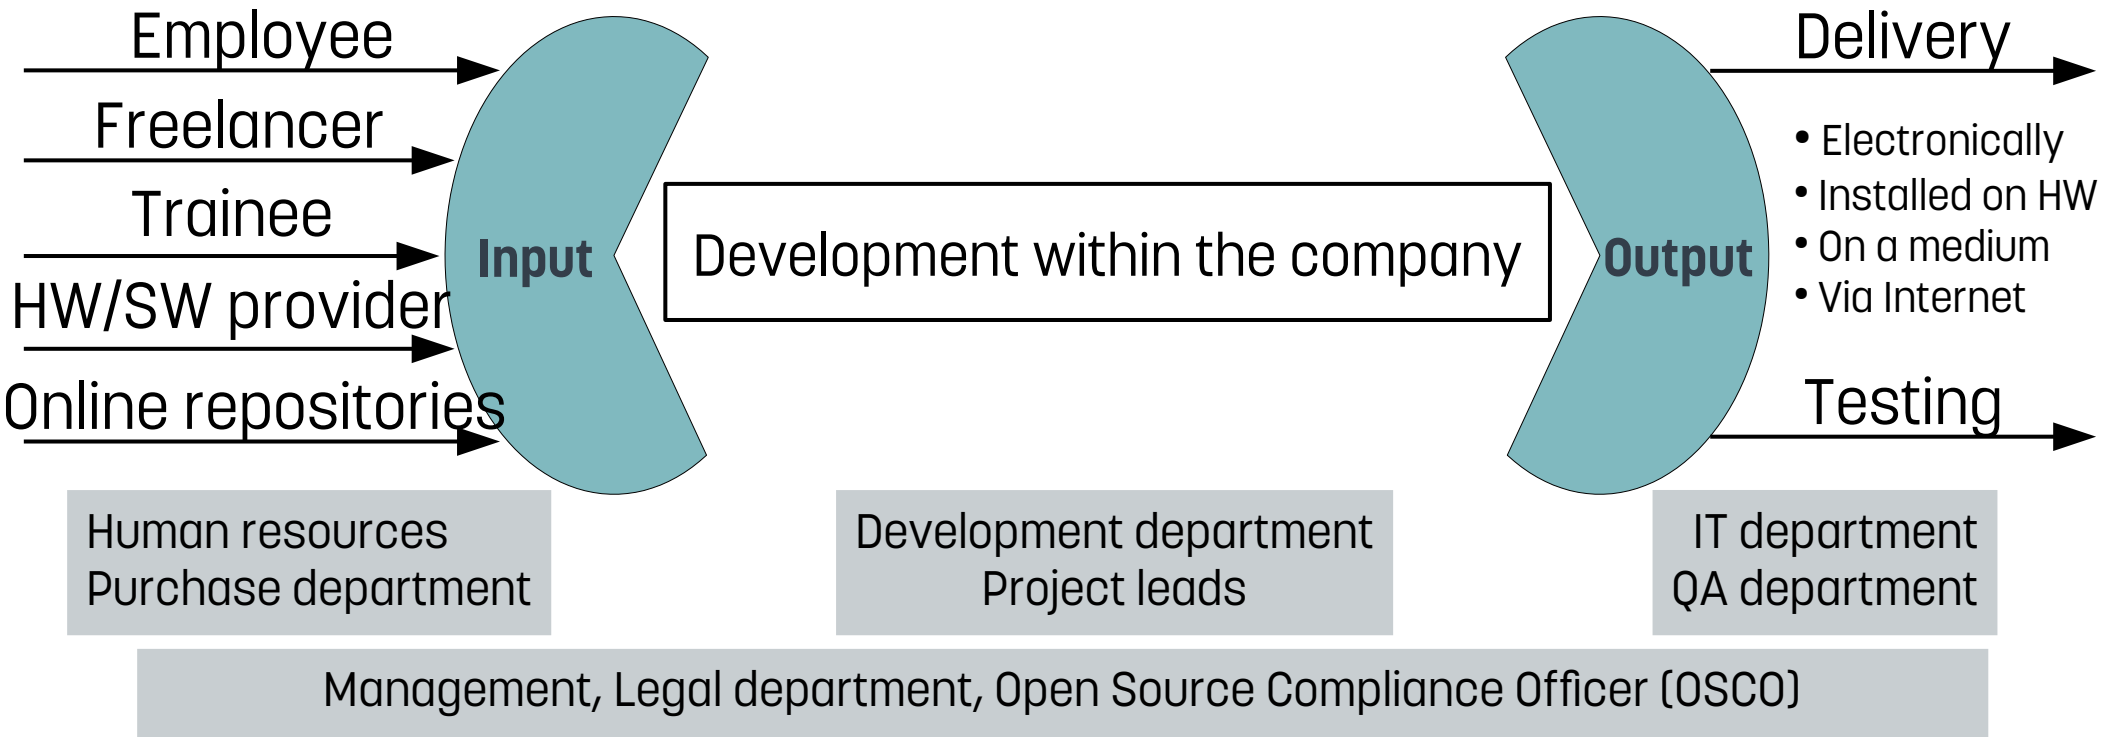 Employee
Freelancer
Trainee
HW/SW provider
Online repositories
Input
Development within the company
Output
Delivery
• Electronically
• Installed on HW
• On a medium
• Via Internet
Testing
Human resources
Purchase department
Development department
Project leads
IT department
QA department
Management, Legal department, Open Source Compliance Officer (OSCO)